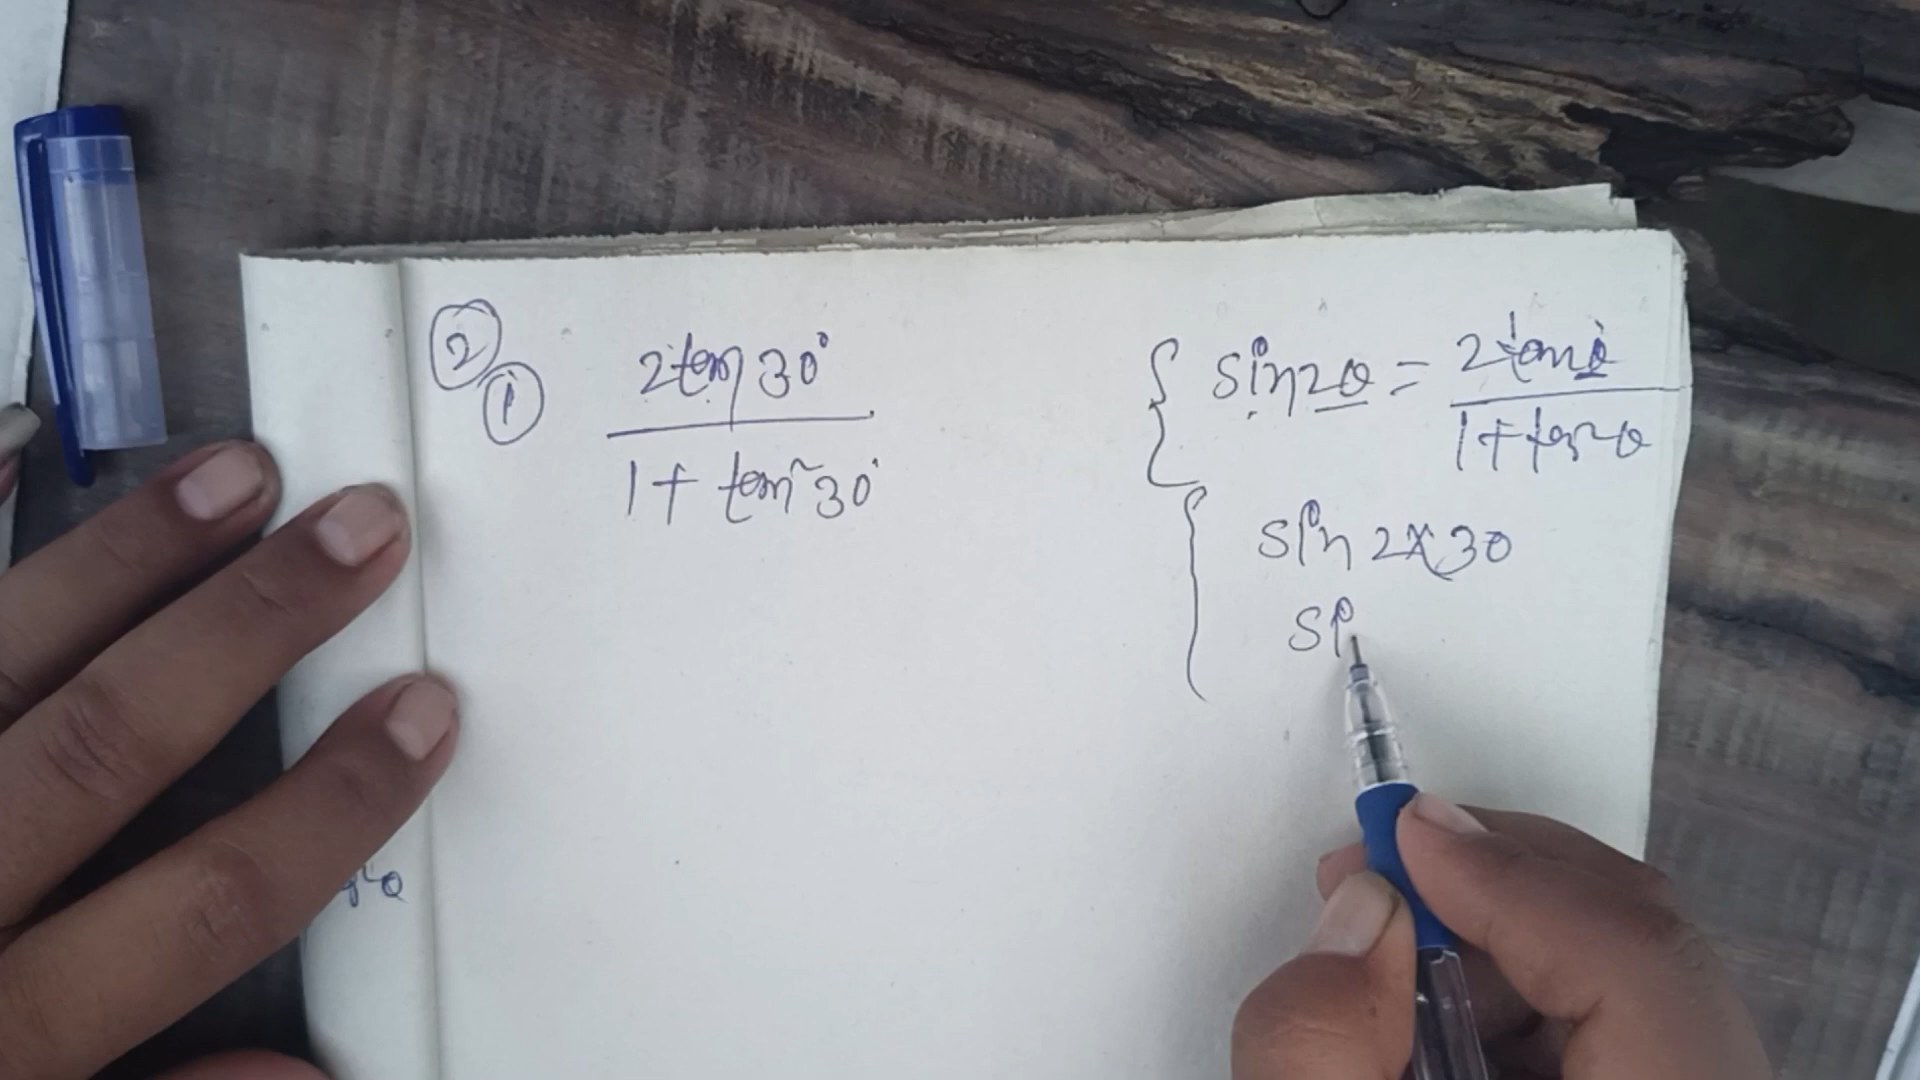 ② ① 2tan30°
1 + tan²30°
sin2θ = 2tanθ
1+tan²θ
Sin 2×30
Si